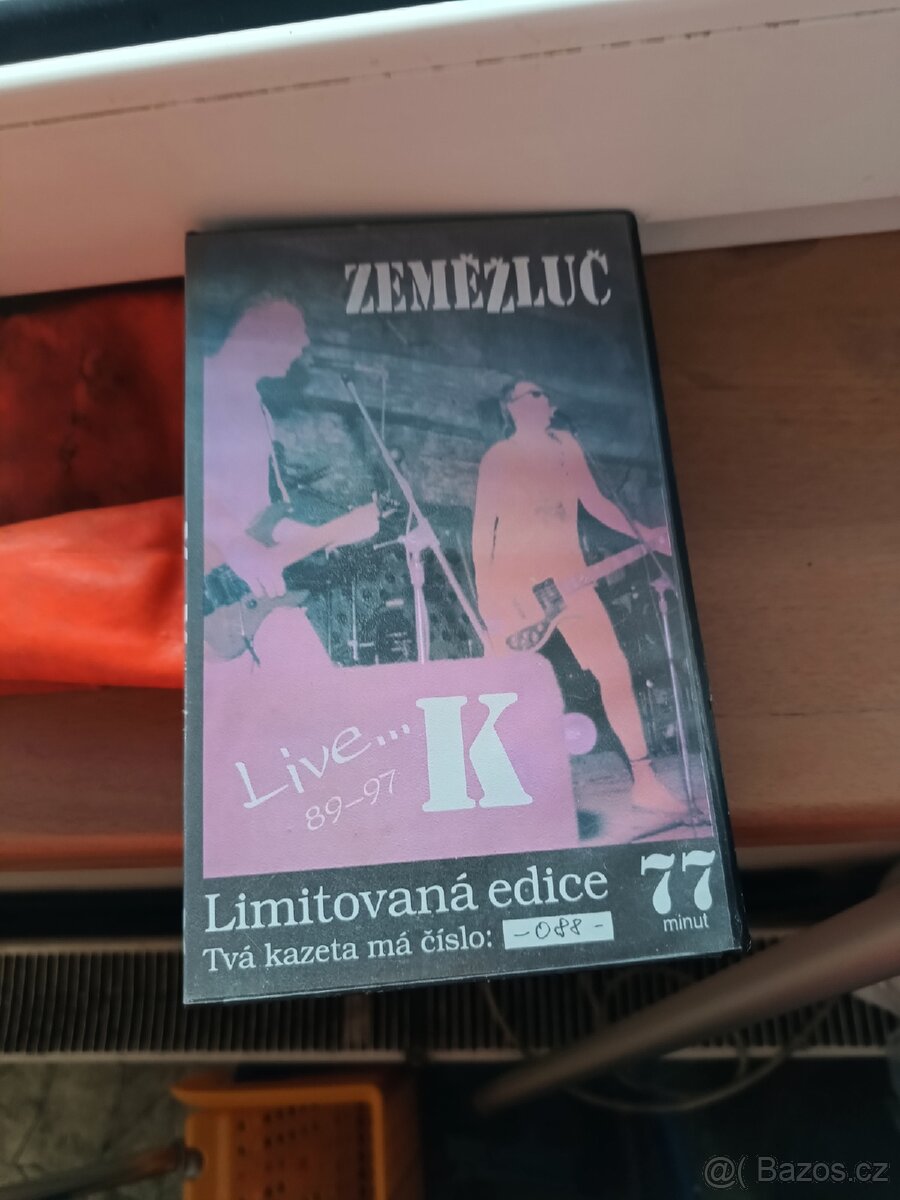 ZEMĚŽLUČ
Live... K
89-97
Limitovaná edice
77
minut
Tvá kazeta má číslo: -088-
@( Bazos.cz